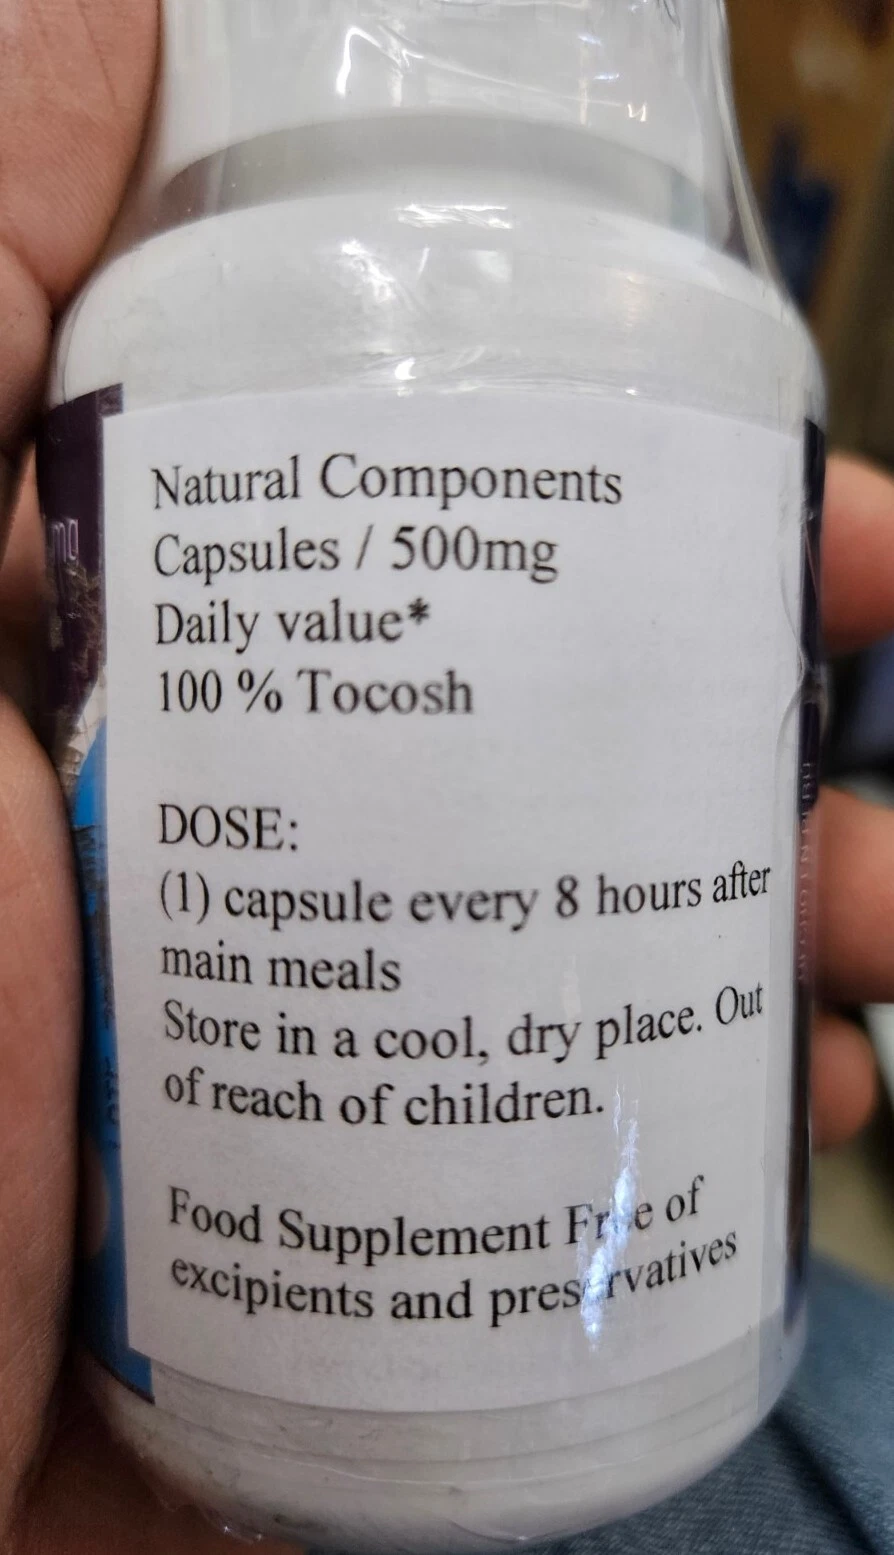 Natural Components
Capsules / 500mg
Daily value*
100 % Tocosh
DOSE:
(1) capsule every 8 hours after
main meals
Store in a cool, dry place. Out
of reach of children.
Food Supplement Free of
excipients and preservatives
mg